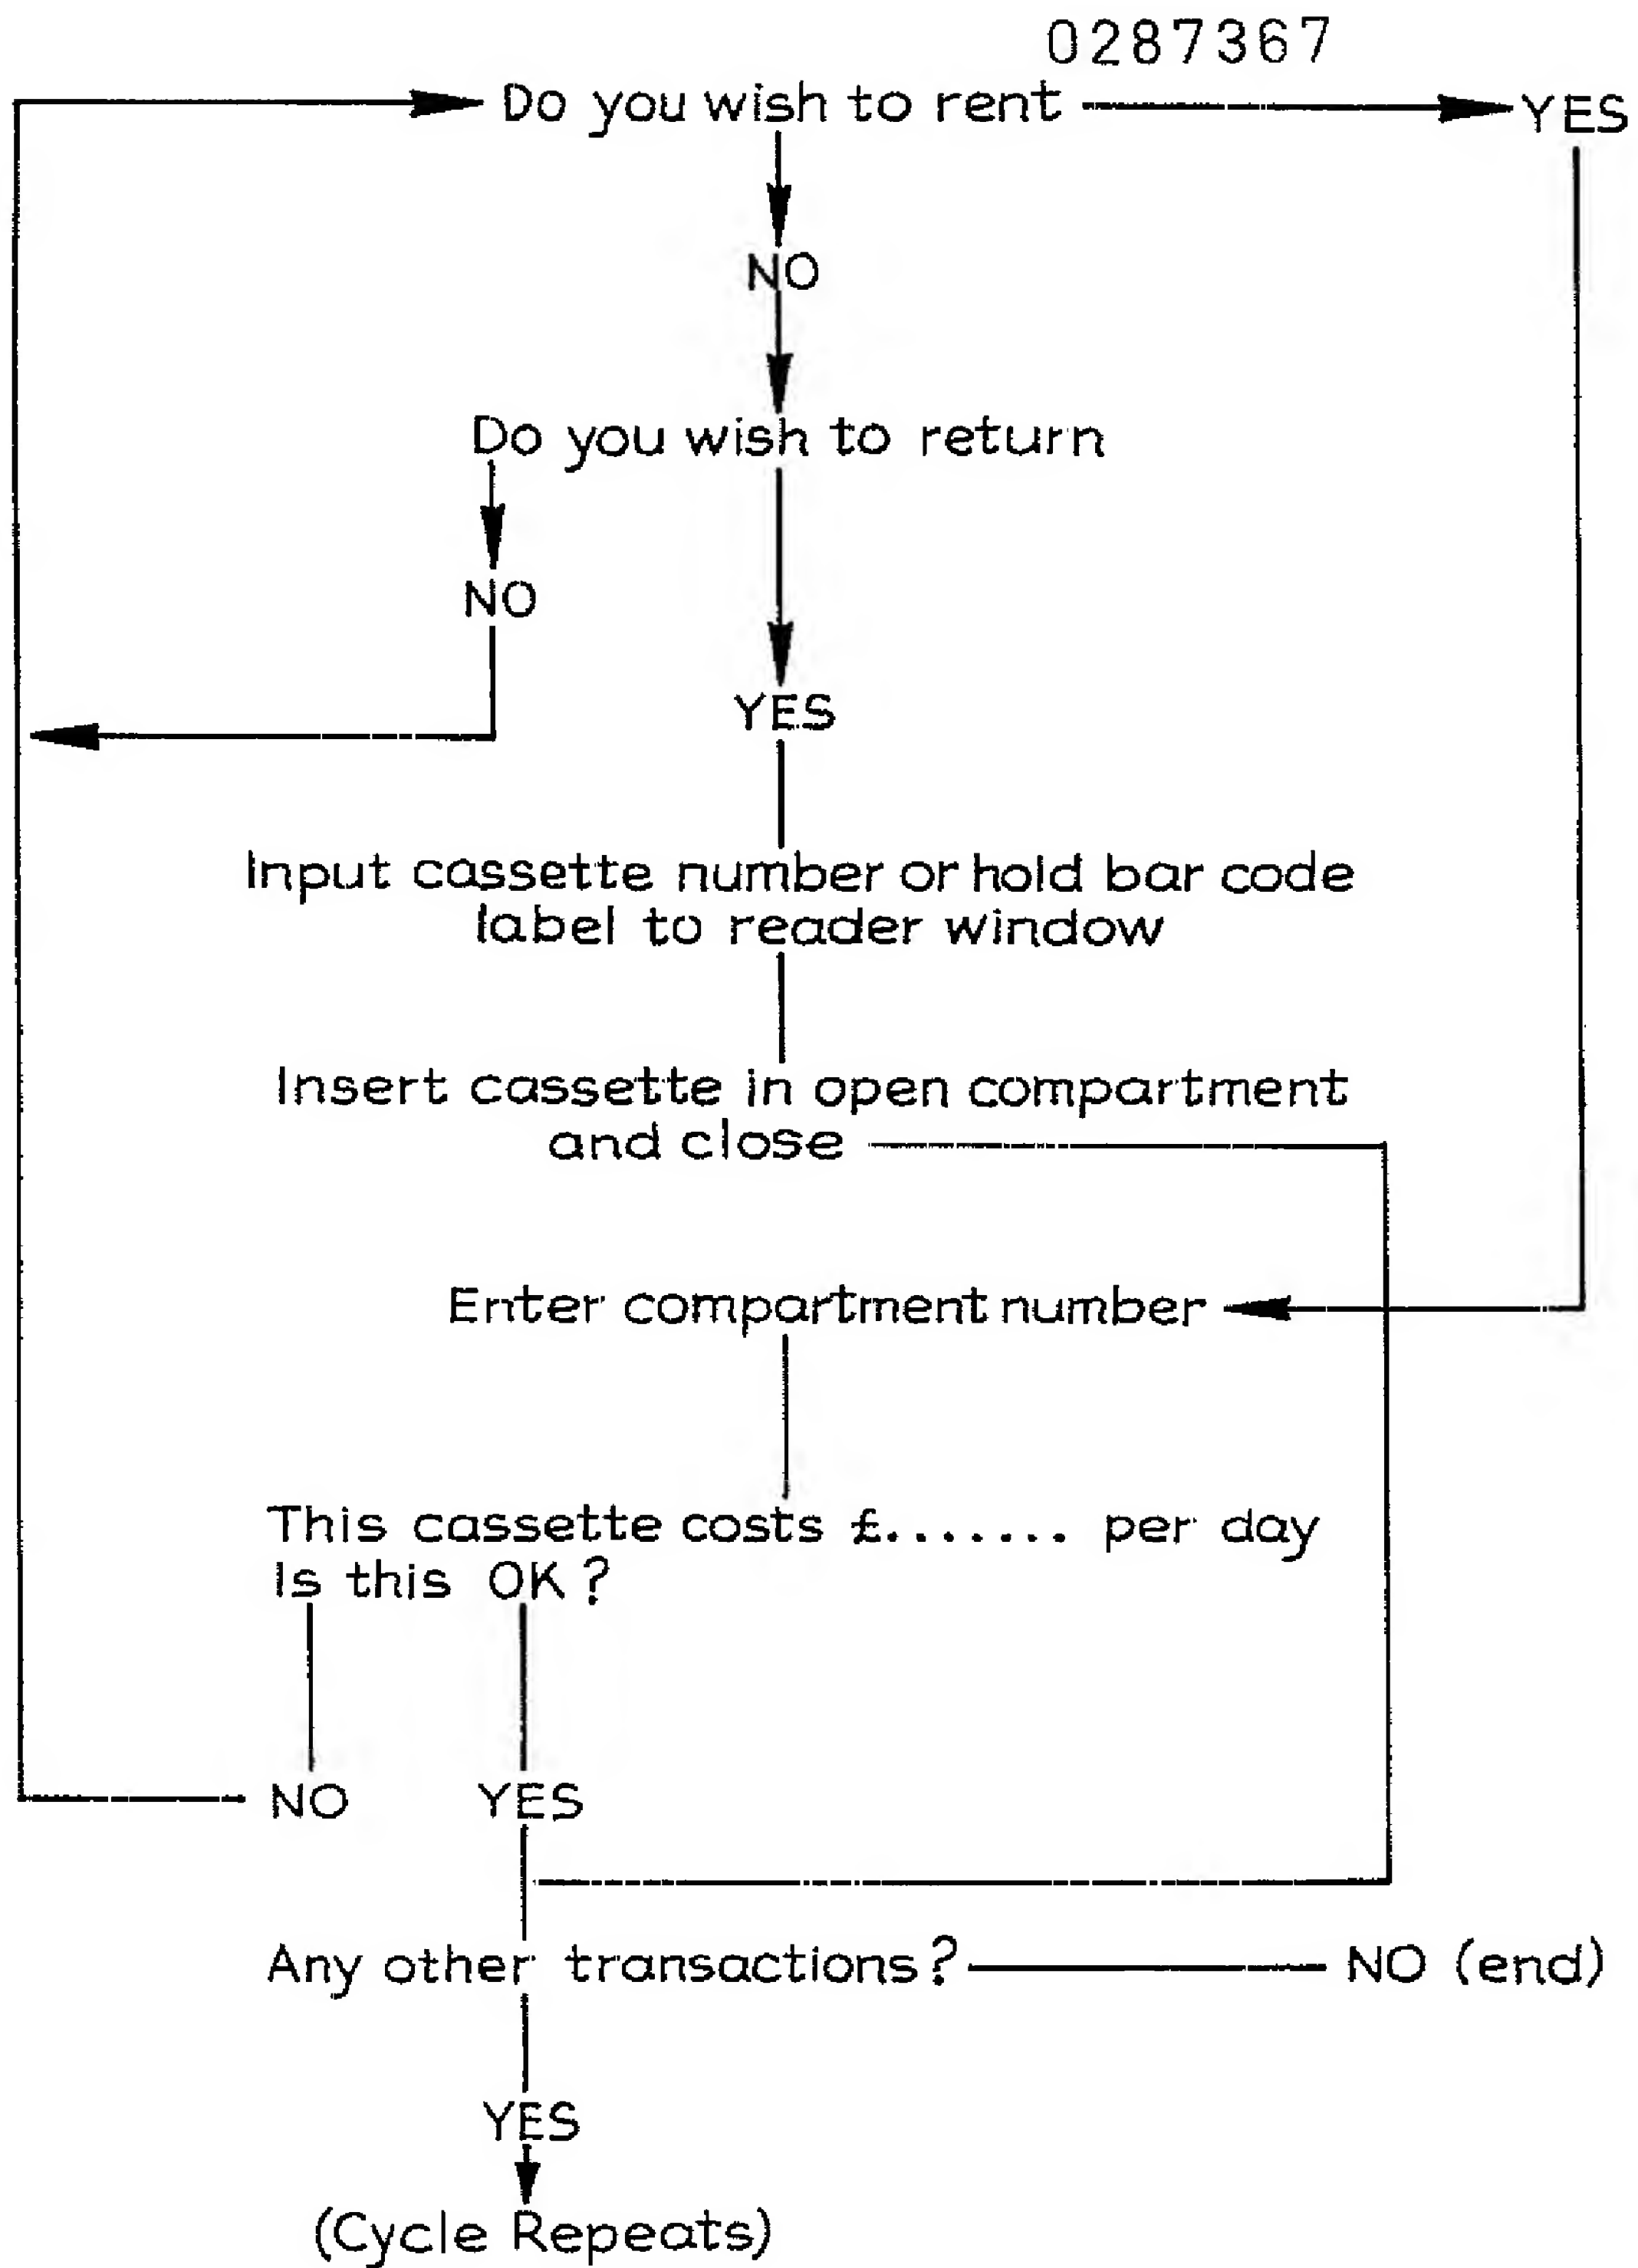 0287367
Do you wish to rent
YES
NO
Do you wish to return
NO
YES
Input cassette number or hold bar code
label to reader window
Insert cassette in open compartment
and close
Enter compartment number
This cassette costs £....... per day
Is this OK?
NO YES
Any other transactions? NO (end)
YES
(Cycle Repeats)